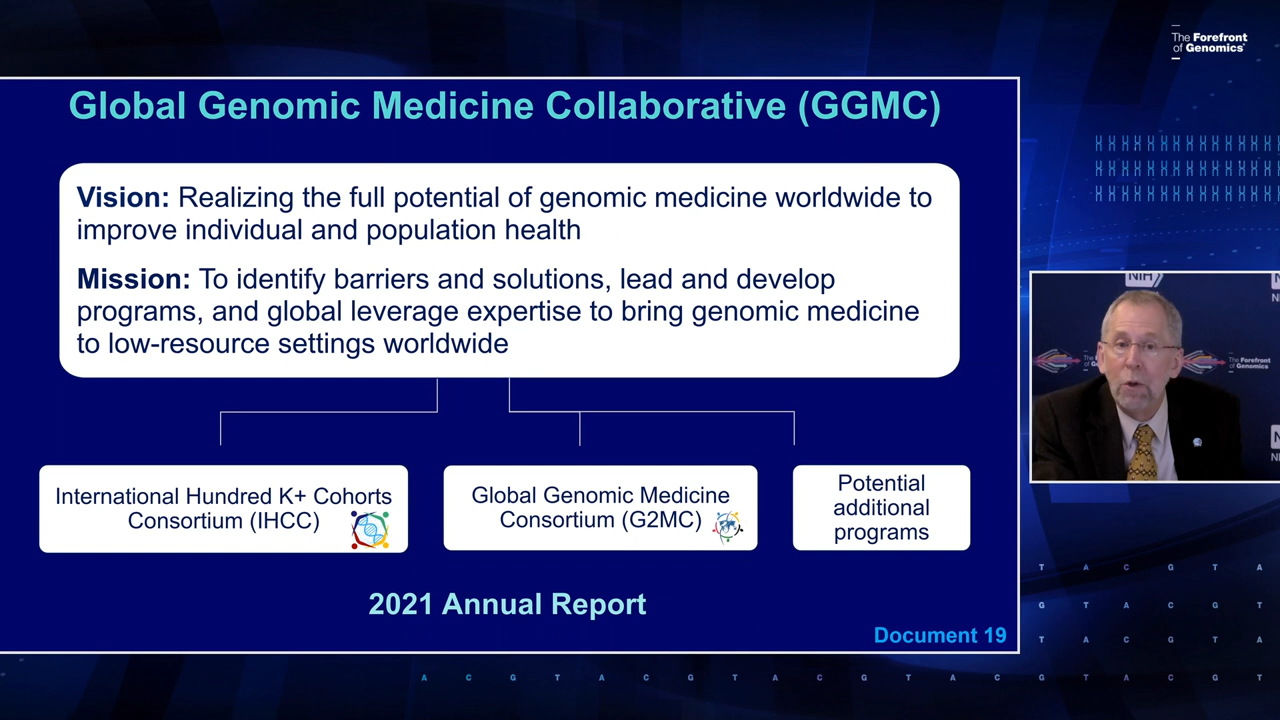 The Forefront
of Genomics®
Global Genomic Medicine Collaborative (GGMC)
Vision: Realizing the full potential of genomic medicine worldwide to
improve individual and population health
Mission: To identify barriers and solutions, lead and develop
programs, and global leverage expertise to bring genomic medicine
to low-resource settings worldwide
International Hundred K+ Cohorts
Consortium (IHCC)
Global Genomic Medicine
Consortium (G2MC)
Potential
additional
programs
2021 Annual Report
Document 19
NIH
The Forefront
of Genomics
T A C G T A
G T A C G T
T A C G T A
A C G T A C G T A C G T A C G T A C G T